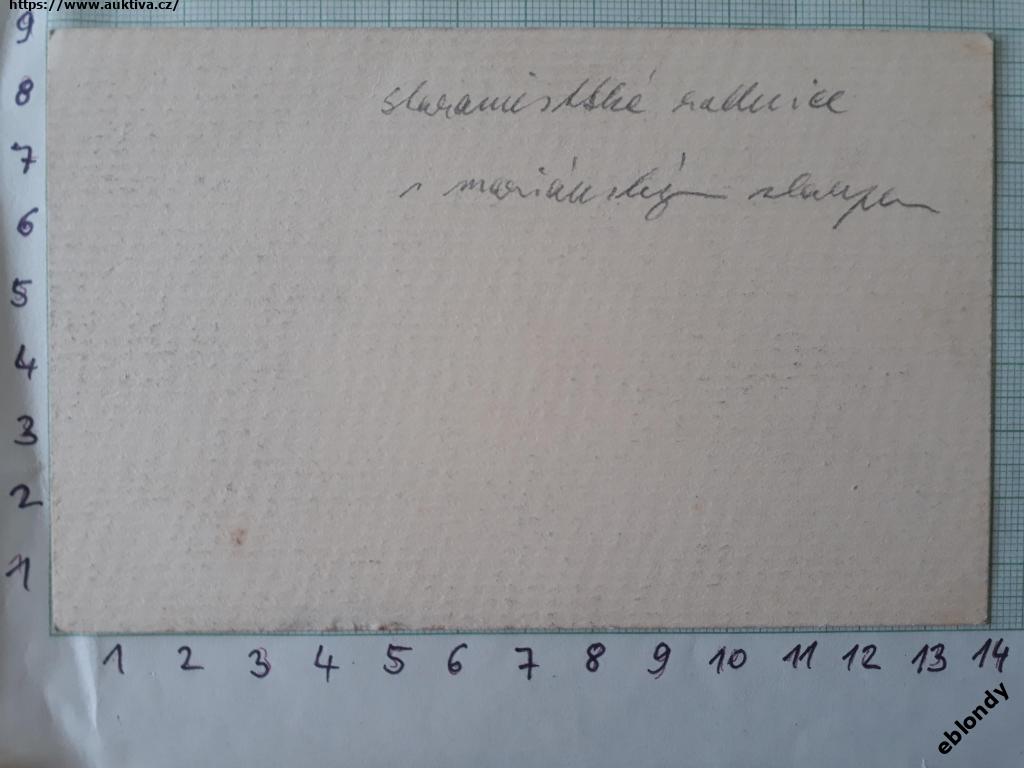 https://www.auktiva.cz/
staroměstské radnice
s mariánským sloupem
9
8
7
6
5
4
3
2
1
1 2 3 4 5 6 7 8 9 10 11 12 13 14
eblondy